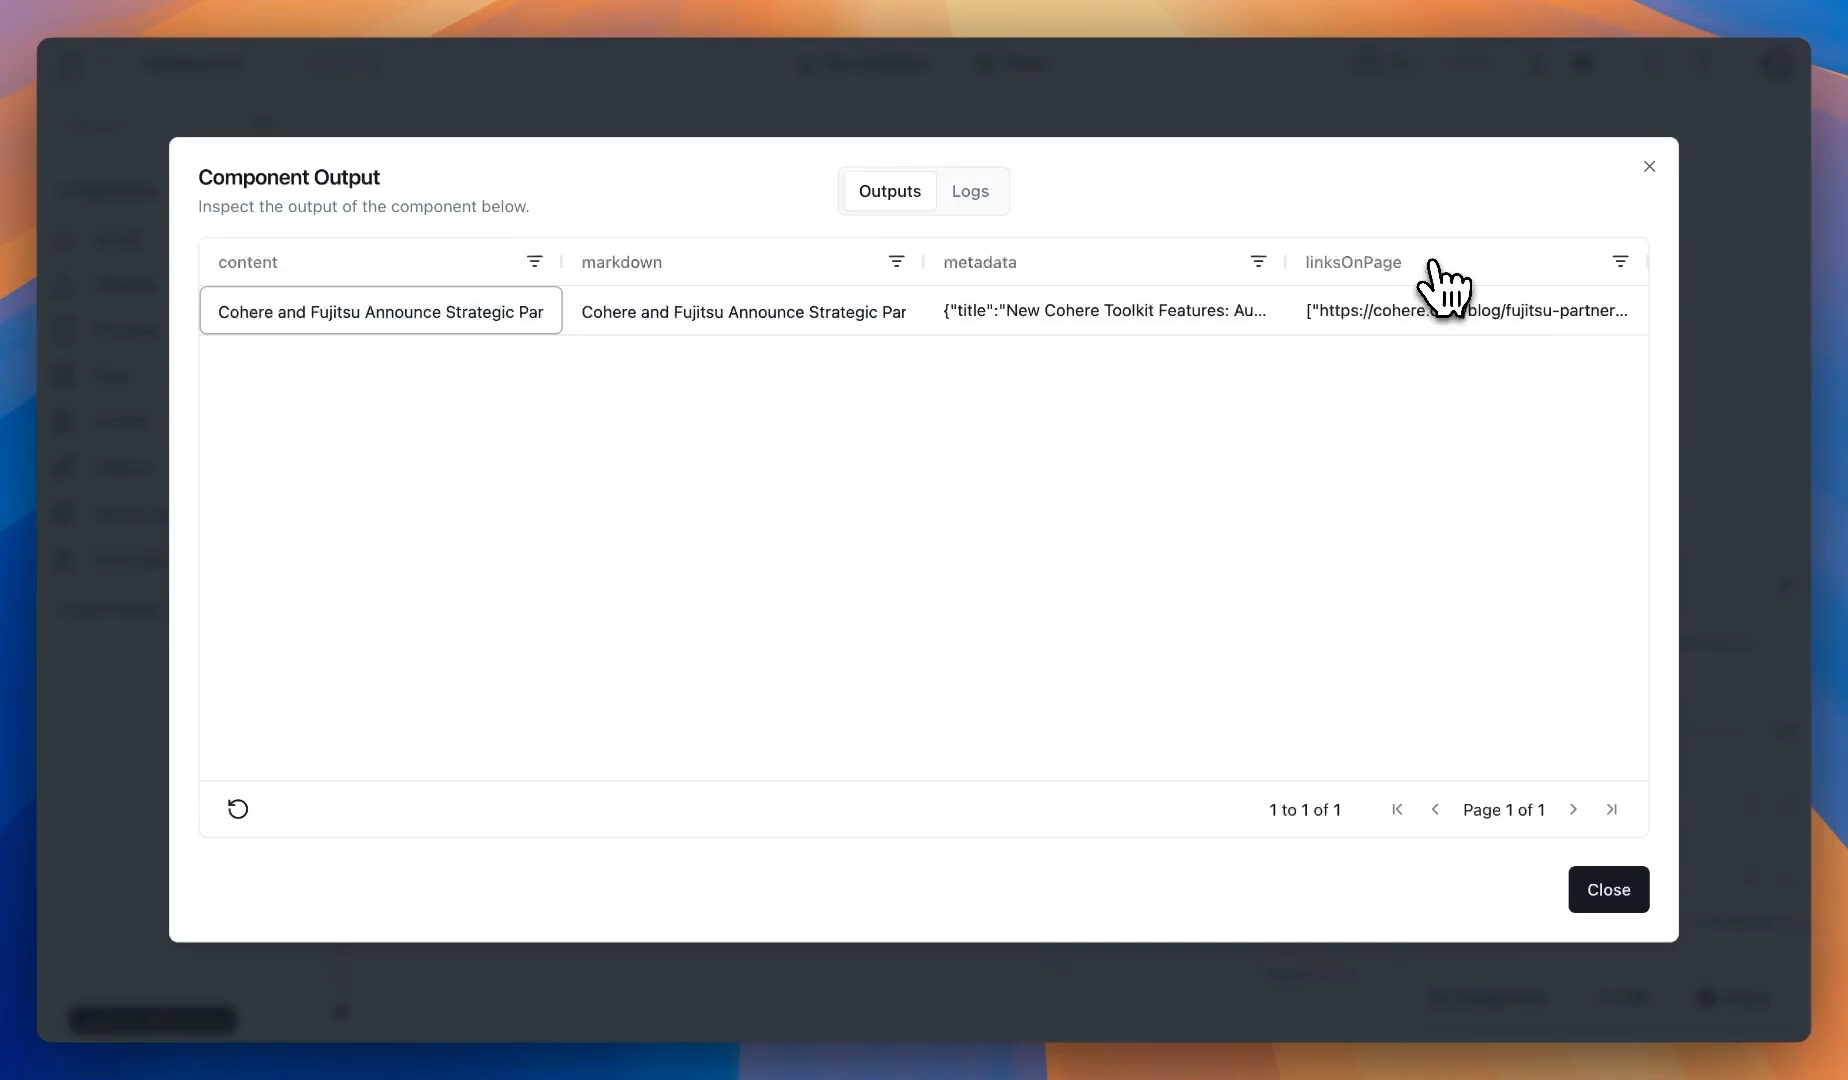 Component Output
Inspect the output of the component below.
Outputs Logs
content markdown metadata linksOnPage
Cohere and Fujitsu Announce Strategic Par Cohere and Fujitsu Announce Strategic Par {"title":"New Cohere Toolkit Features: Au... ["https://cohere. blog/fujitsu-partner...
1 to 1 of 1 Page 1 of 1
Close